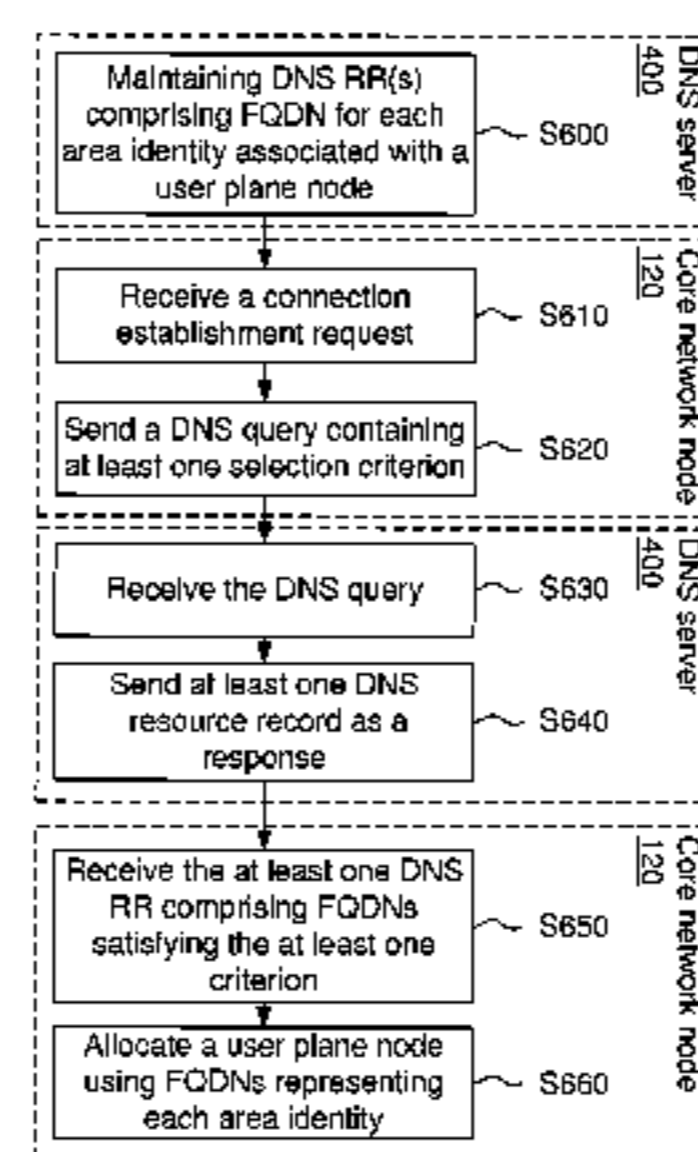 Maintaining DNS RR(s)
comprising FQDN for each
area identity associated with a
user plane node
S600
DNS server
400
Receive a connection
establishment request
S610
Core network node
120
Send a DNS query containing
at least one selection criterion
S620
Receive the DNS query
S630
DNS server
400
Send at least one DNS
resource record as a
response
S640
Receive the at least one DNS
RR comprising FQDNs
satisfying the at least one
criterion
S650
Core network node
120
Allocate a user plane node
using FQDNs representing
each area identity
S660